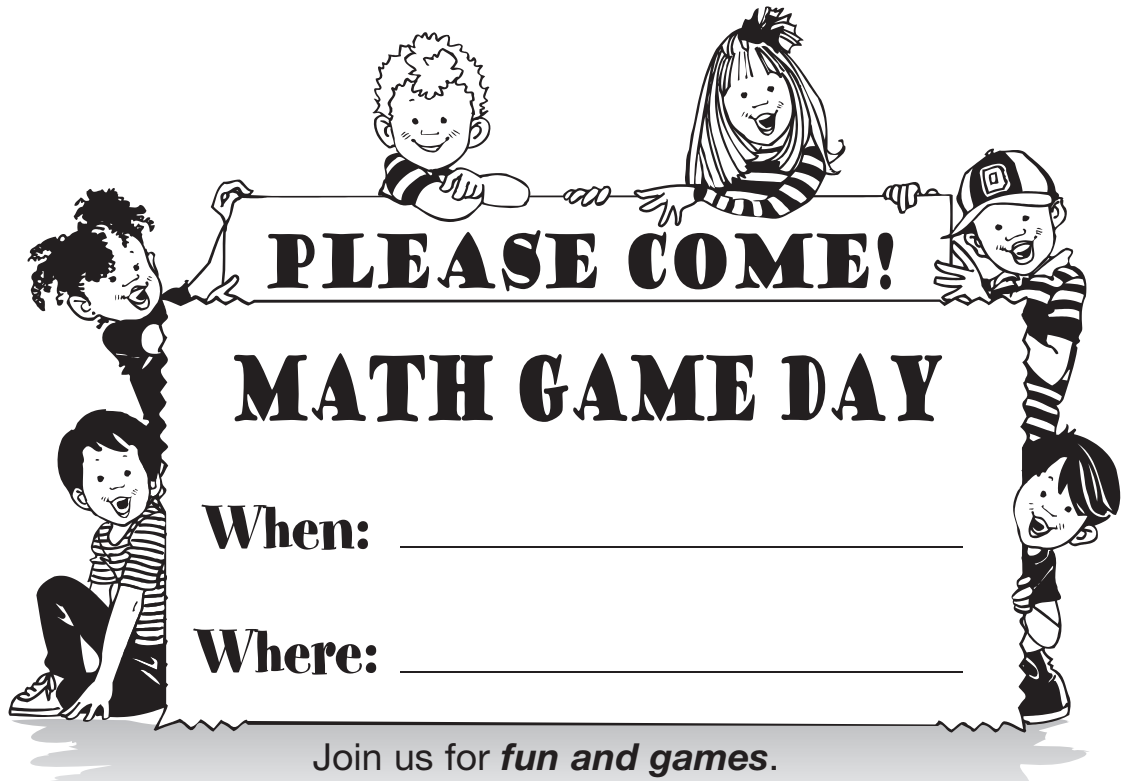 PLEASE COME!
MATH GAME DAY
When:
Where:
Join us for fun and games.